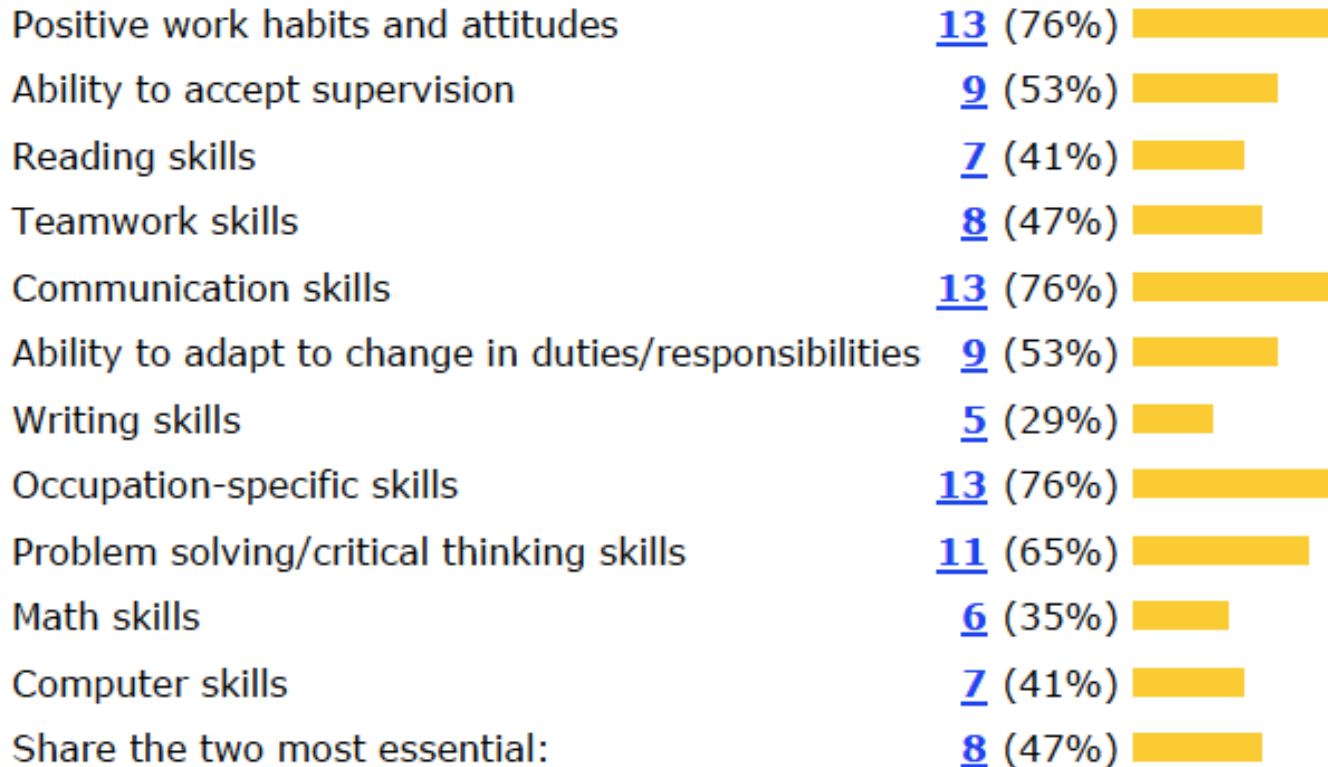 Positive work habits and attitudes 13 (76%)
Ability to accept supervision 9 (53%)
Reading skills 7 (41%)
Teamwork skills 8 (47%)
Communication skills 13 (76%)
Ability to adapt to change in duties/responsibilities 9 (53%)
Writing skills 5 (29%)
Occupation-specific skills 13 (76%)
Problem solving/critical thinking skills 11 (65%)
Math skills 6 (35%)
Computer skills 7 (41%)
Share the two most essential: 8 (47%)